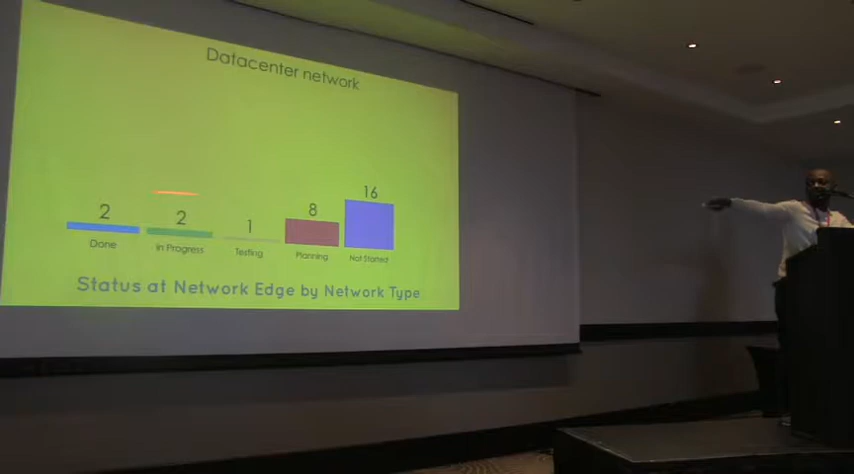 Datacenter network
2
2
1
8
16
Done
In Progress
Testing
Planning
Not Started
Status at Network Edge by Network Type